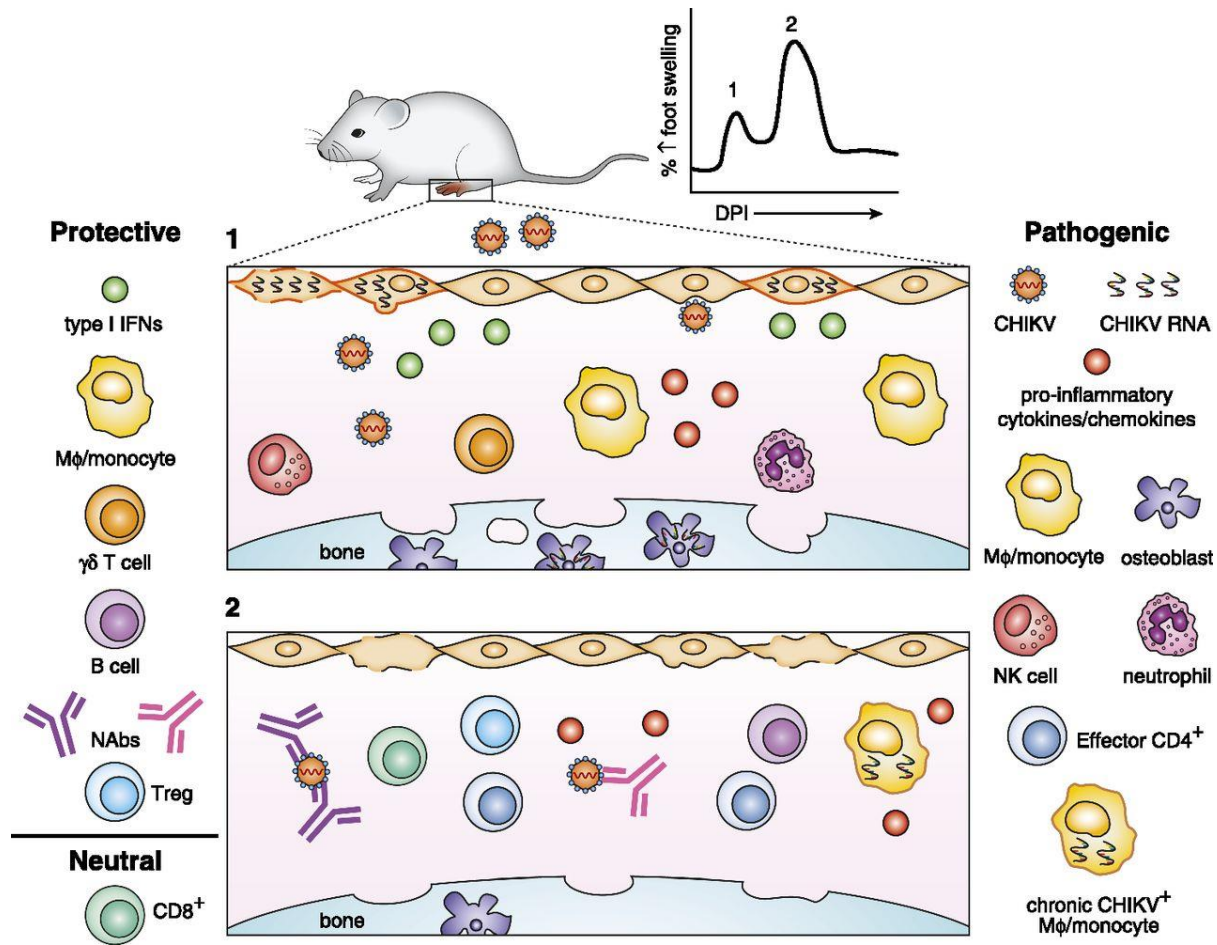 1
2
% ↑ foot swelling
DPI
Protective
type I IFNs
Mϕ/monocyte
γδ T cell
B cell
NAbs
Treg
Neutral
CD8⁺
1
bone
2
bone
Pathogenic
CHIKV
CHIKV RNA
pro-inflammatory
cytokines/chemokines
Mϕ/monocyte
osteoblast
NK cell
neutrophil
Effector CD4⁺
chronic CHIKV⁺
Mϕ/monocyte